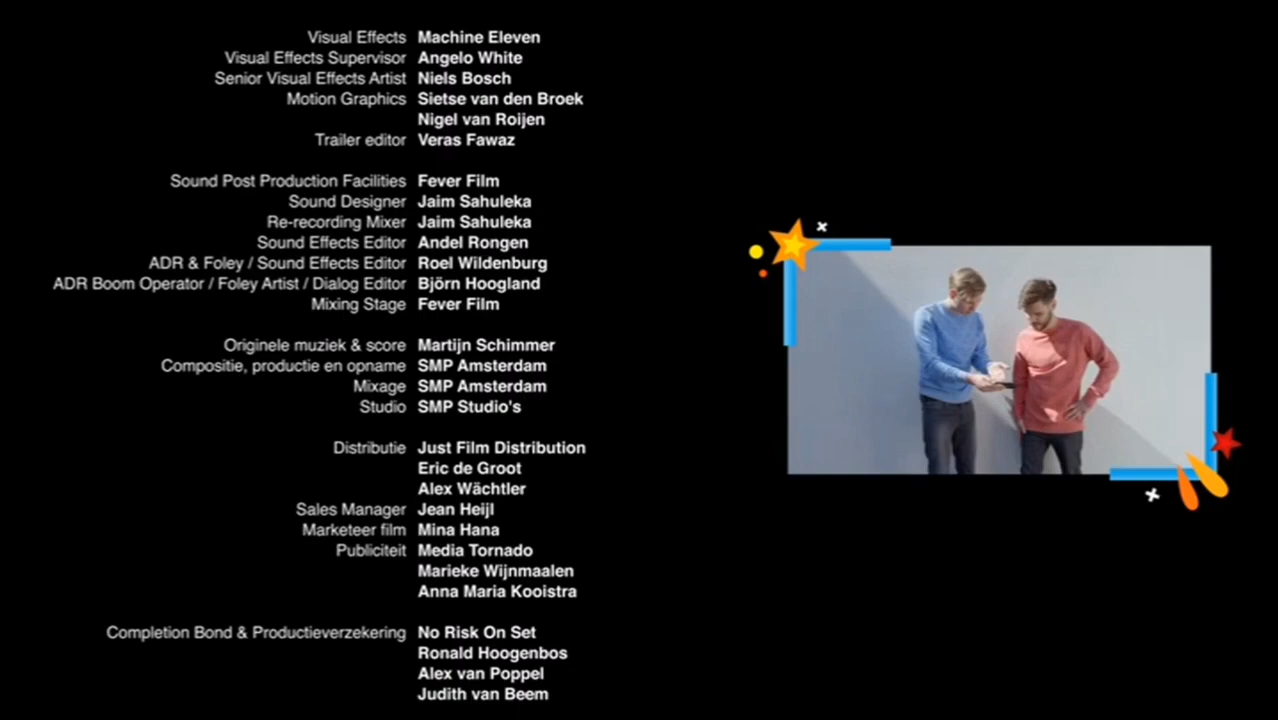 Visual Effects Machine Eleven
Visual Effects Supervisor Angelo White
Senior Visual Effects Artist Niels Bosch
Motion Graphics Sietse van den Broek
Nigel van Roijen
Trailer editor Veras Fawaz
Sound Post Production Facilities Fever Film
Sound Designer Jaim Sahuleka
Re-recording Mixer Jaim Sahuleka
Sound Effects Editor Andel Rongen
ADR & Foley / Sound Effects Editor Roel Wildenburg
ADR Boom Operator / Foley Artist / Dialog Editor Björn Hoogland
Mixing Stage Fever Film
Originele muziek & score Martijn Schimmer
Compositie, productie en opname SMP Amsterdam
Mixage SMP Amsterdam
Studio SMP Studio's
Distributie Just Film Distribution
Eric de Groot
Alex Wächtler
Sales Manager Jean Heijl
Marketeer film Mina Hana
Publiciteit Media Tornado
Marieke Wijnmaalen
Anna Maria Kooistra
Completion Bond & Productieverzekering No Risk On Set
Ronald Hoogenbos
Alex van Poppel
Judith van Beem